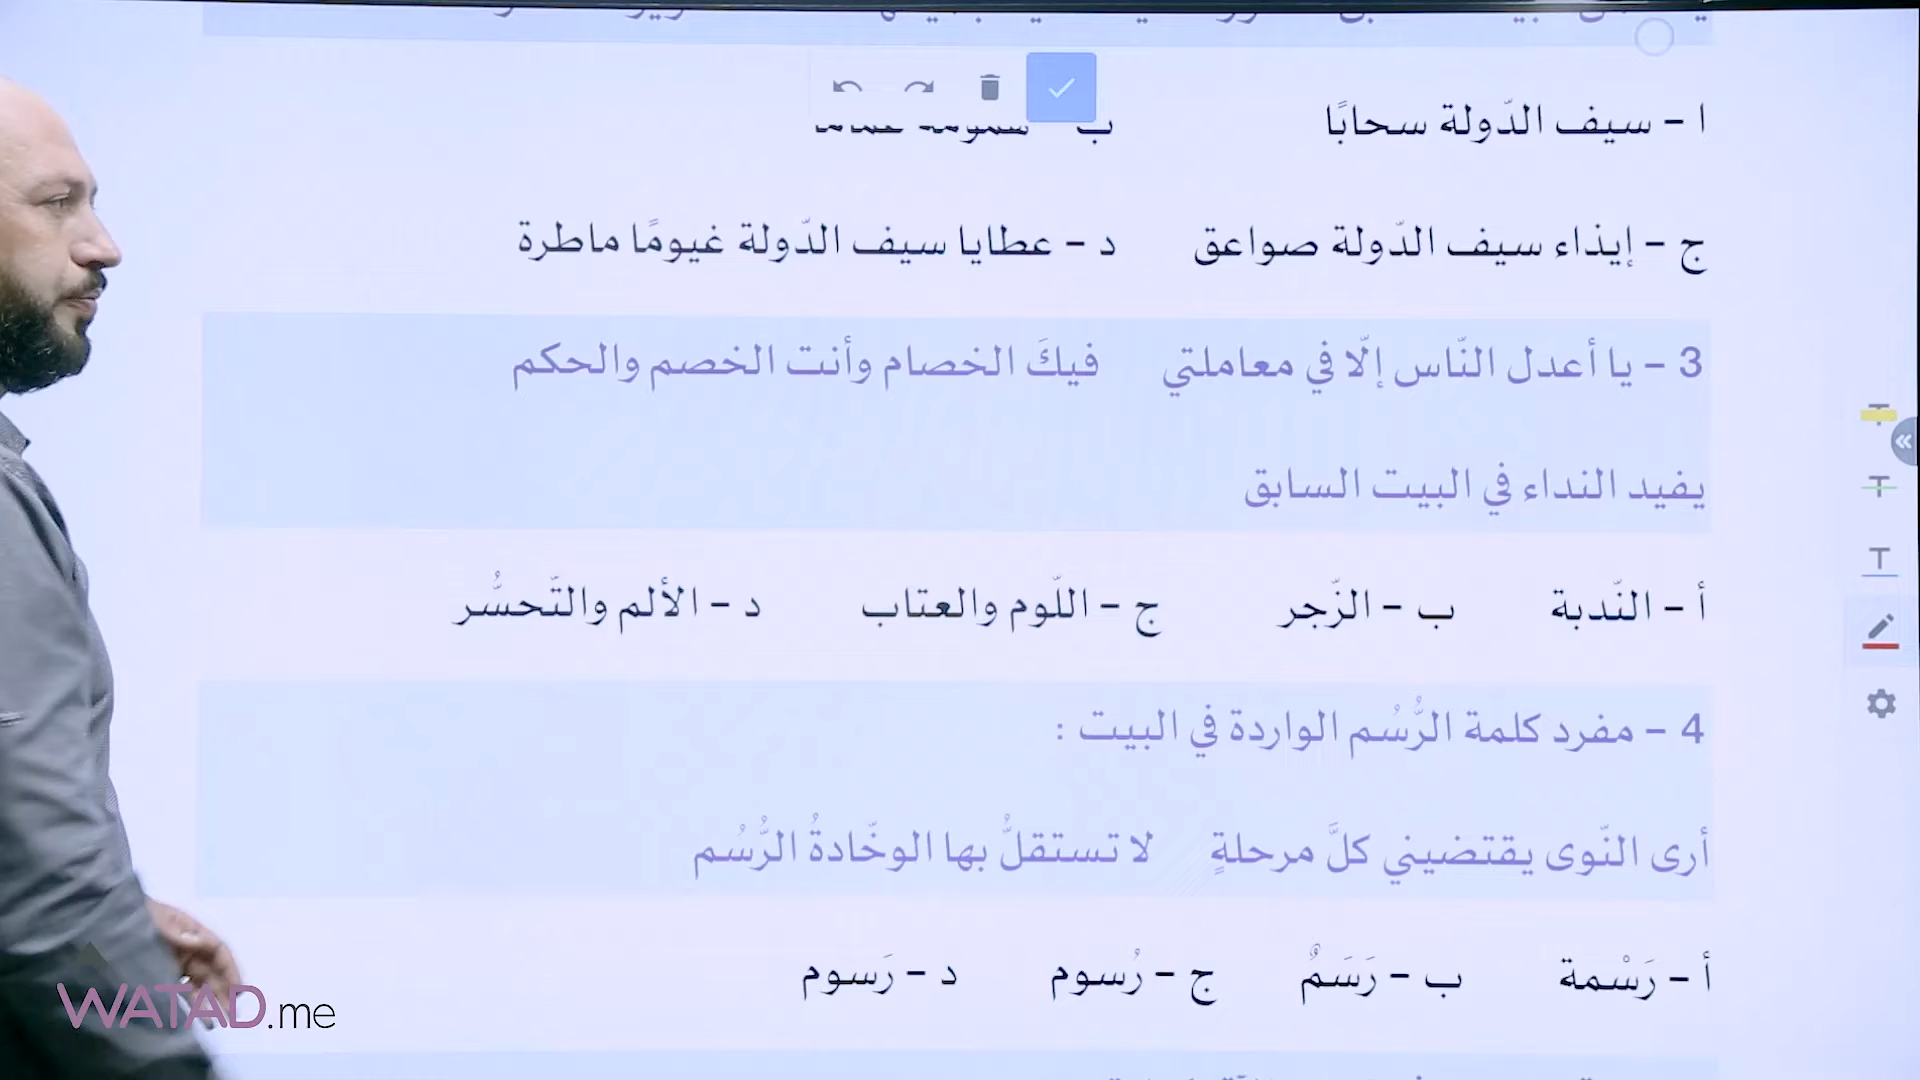 ا - سيف الدّولة سحابًا ب
ج - إيذاء سيف الدّولة صواعق د - عطايا سيف الدّولة غيومًا ماطرة
3 - يا أعدل النّاس إلّا في معاملتي فيكَ الخصام وأنت الخصم والحكم
يفيد النداء في البيت السابق
أ - النّدبة ب - الزّجر ج - اللّوم والعتاب د - الألم والتّحسُّر
4 - مفرد كلمة الرُّسُم الواردة في البيت :
أرى النّوى يقتضيني كلَّ مرحلةٍ لا تستقلُّ بها الوخّادةُ الرُّسُم
أ - رَسْمة ب - رَسَمٌ ج - رُسوم د - رَسوم
WATAD.me